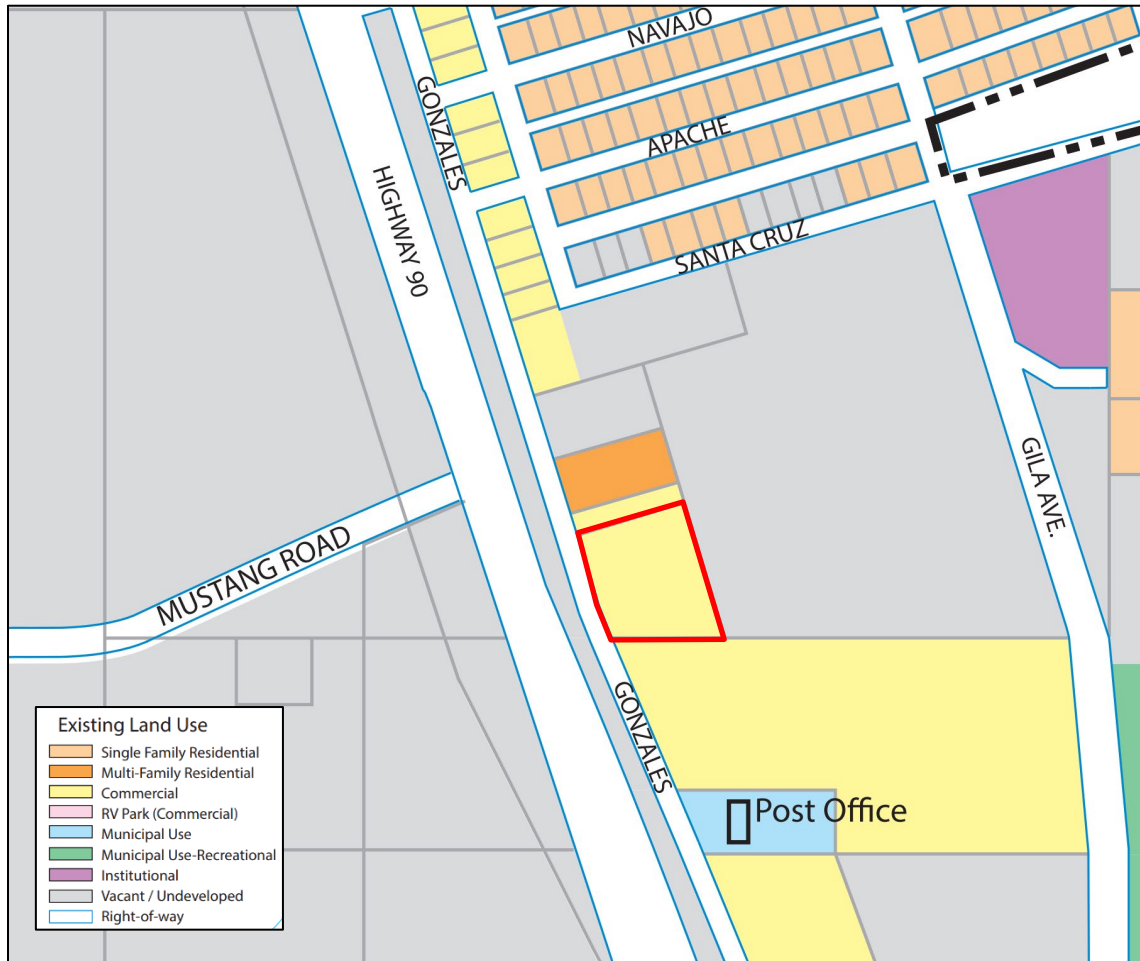 NAVAJO
GONZALES
APACHE
HIGHWAY 90
SANTA CRUZ
GILA AVE.
MUSTANG ROAD
GONZALES
Post Office
Existing Land Use
Single Family Residential
Multi-Family Residential
Commercial
RV Park (Commercial)
Municipal Use
Municipal Use-Recreational
Institutional
Vacant / Undeveloped
Right-of-way